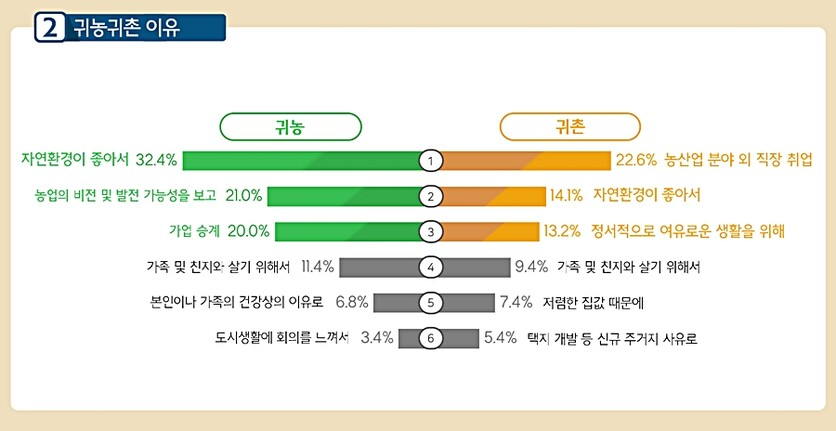 2 귀농귀촌 이유
귀농 귀촌
자연환경이 좋아서 32.4% 1 22.6% 농산업 분야 외 직장 취업
농업의 비전 및 발전 가능성을 보고 21.0% 2 14.1% 자연환경이 좋아서
가업 승계 20.0% 3 13.2% 정서적으로 여유로운 생활을 위해
가족 및 친지와 살기 위해서 11.4% 4 9.4% 가족 및 친지와 살기 위해서
본인이나 가족의 건강상의 이유로 6.8% 5 7.4% 저렴한 집값 때문에
도시생활에 회의를 느껴서 3.4% 6 5.4% 택지 개발 등 신규 주거지 사유로